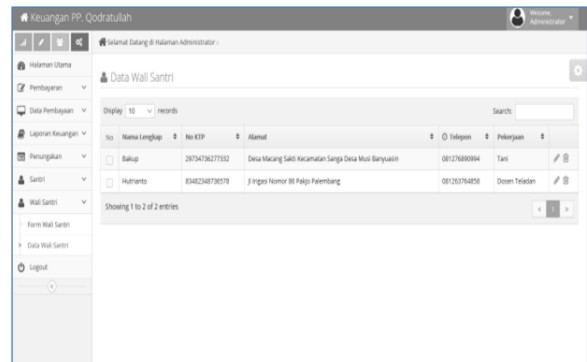 Keuangan PP. Qodratullah
Welcome,
Administrator
Selamat Datang di Halaman Administrator
Halaman Utama
Pembayaran
Data Pembayaan
Laporan Keuangan
Penungakan
Santri
Wali Santri
Form Wali Santri
Data Wali Santri
Logout
Data Wali Santri
Display 10 records
Search:
No Nama Lengkap No KTP Alamat Telepon Pekerjaan
Bakup 29734736277332 Desa Macang Sakti Kecamatan Sanga Desa Musi Banyuasin 081276890994 Tani
Hutrianto 83482348736578 Jl Irigasi Nomor 88 Pakjo Palembang 081263764858 Dosen Teladan
Showing 1 to 2 of 2 entries
1